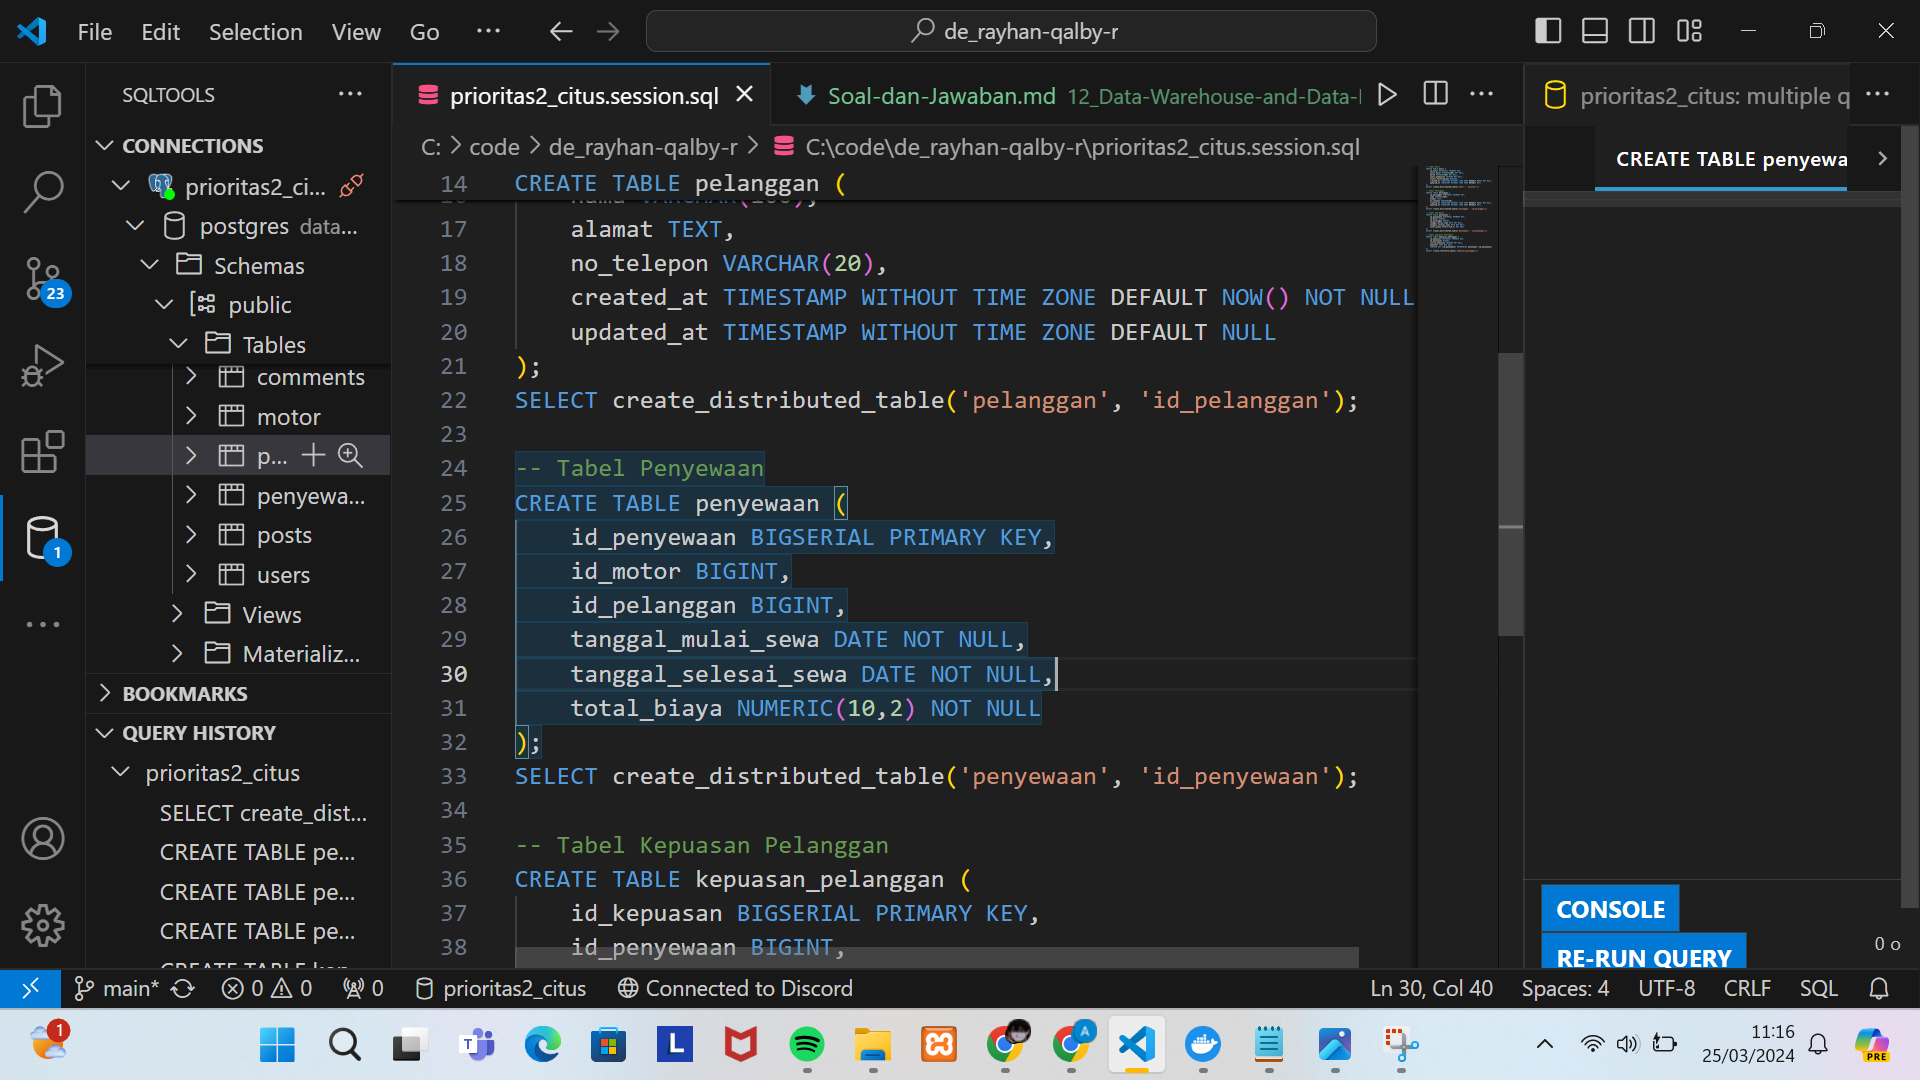 File Edit Selection View Go ···
de_rayhan-qalby-r
SQLTOOLS
CONNECTIONS
prioritas2_ci...
postgres data...
Schemas
public
Tables
comments
motor
p...
penyewa...
posts
users
Views
Materializ...
BOOKMARKS
QUERY HISTORY
prioritas2_citus
SELECT create_dist...
CREATE TABLE pe...
CREATE TABLE pe...
CREATE TABLE pe...
23
1
prioritas2_citus.session.sql
Soal-dan-Jawaban.md 12_Data-Warehouse-and-Data-
C: > code > de_rayhan-qalby-r > C:\code\de_rayhan-qalby-r\prioritas2_citus.session.sql
14 CREATE TABLE pelanggan (
17 alamat TEXT,
18 no_telepon VARCHAR(20),
19 created_at TIMESTAMP WITHOUT TIME ZONE DEFAULT NOW() NOT NULL
20 updated_at TIMESTAMP WITHOUT TIME ZONE DEFAULT NULL
21 );
22 SELECT create_distributed_table('pelanggan', 'id_pelanggan');
23
24 -- Tabel Penyewaan
25 CREATE TABLE penyewaan (
26 id_penyewaan BIGSERIAL PRIMARY KEY,
27 id_motor BIGINT,
28 id_pelanggan BIGINT,
29 tanggal_mulai_sewa DATE NOT NULL,
30 tanggal_selesai_sewa DATE NOT NULL,
31 total_biaya NUMERIC(10,2) NOT NULL
32 );
33 SELECT create_distributed_table('penyewaan', 'id_penyewaan');
34
35 -- Tabel Kepuasan Pelanggan
36 CREATE TABLE kepuasan_pelanggan (
37 id_kepuasan BIGSERIAL PRIMARY KEY,
38 id_penyewaan BIGINT,
prioritas2_citus: multiple q
CREATE TABLE penyewa
CONSOLE
RE-RUN QUERY
0 o
main* 0 0 0 prioritas2_citus Connected to Discord Ln 30, Col 40 Spaces: 4 UTF-8 CRLF SQL
1
T
L
A
11:16
25/03/2024
PRE